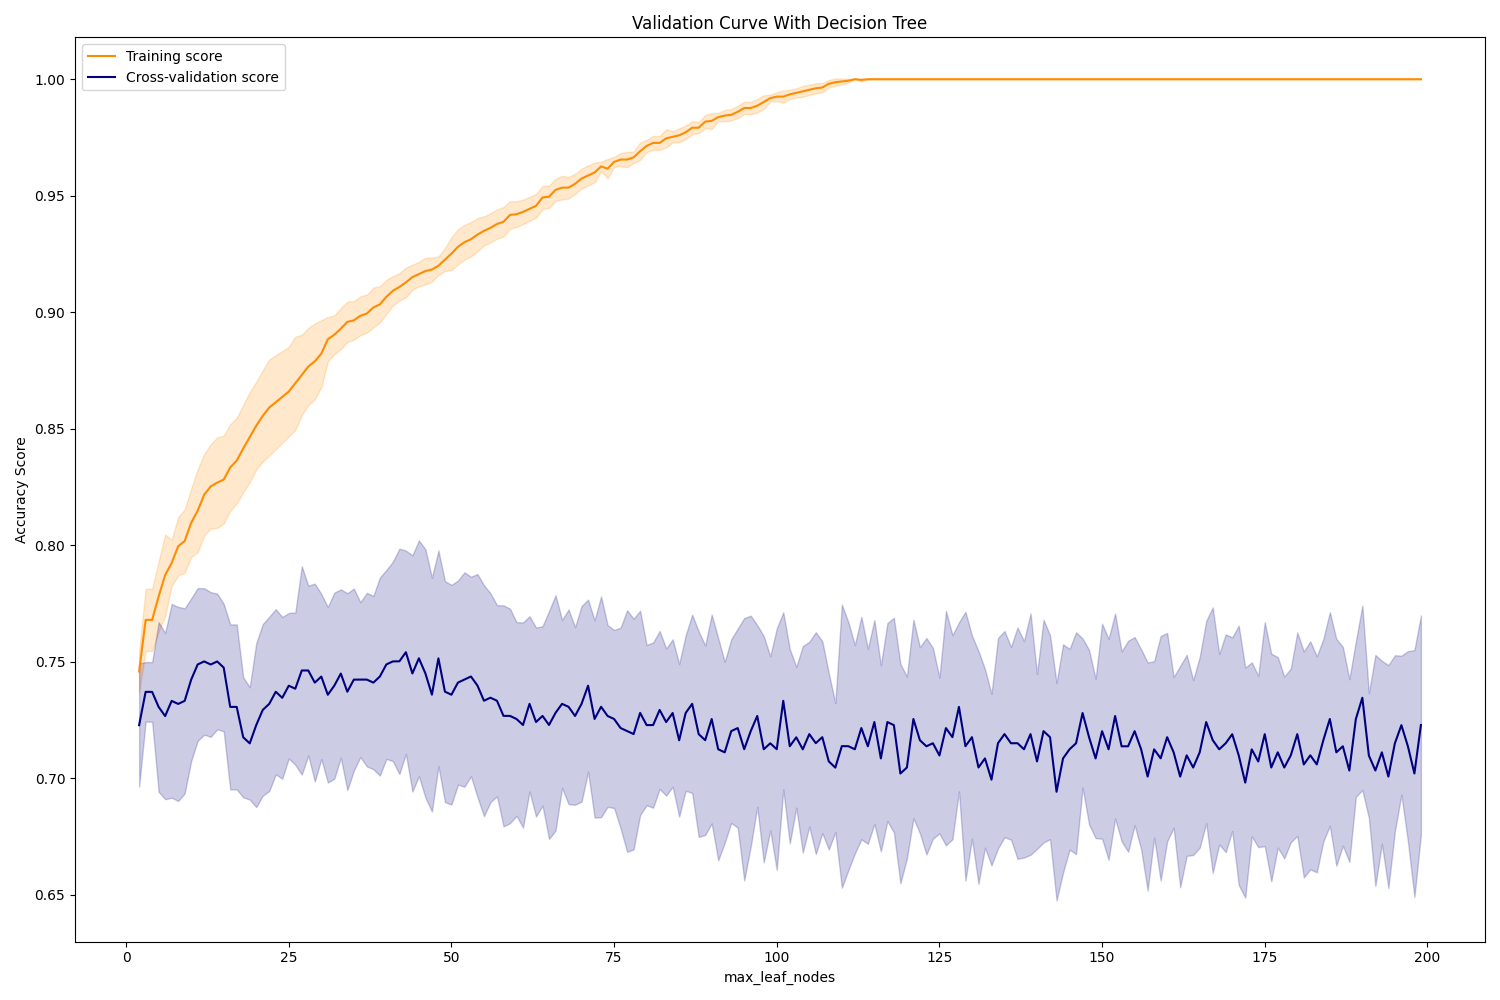 Validation Curve With Decision Tree
Training score
Cross-validation score
1.00
0.95
0.90
0.85
0.80
0.75
0.70
0.65
Accuracy Score
0 25 50 75 100 125 150 175 200
max_leaf_nodes